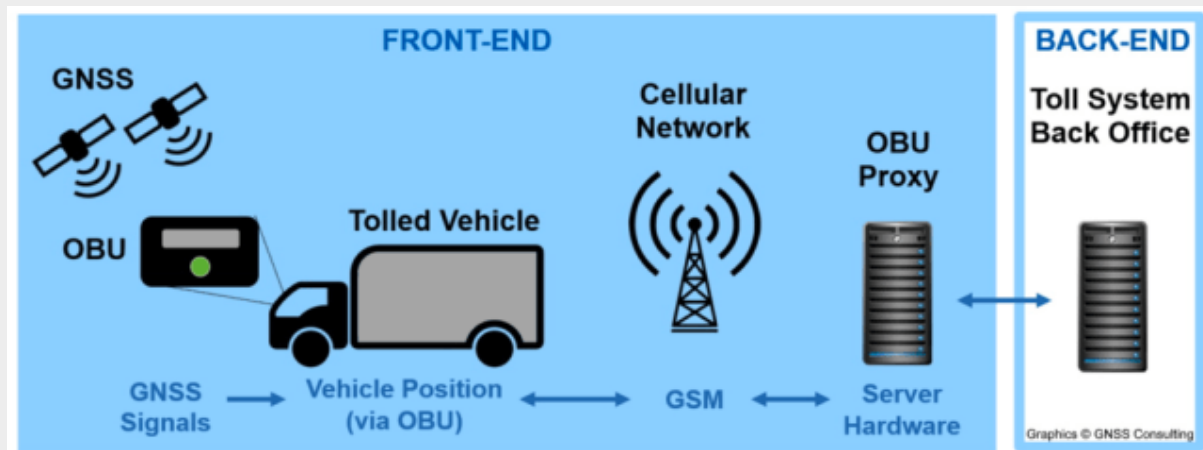 FRONT-END
BACK-END
GNSS
Cellular
Network
OBU
Proxy
Toll System
Back Office
OBU
Tolled Vehicle
GNSS
Signals
Vehicle Position
(via OBU)
GSM
Server
Hardware
Graphics © GNSS Consulting